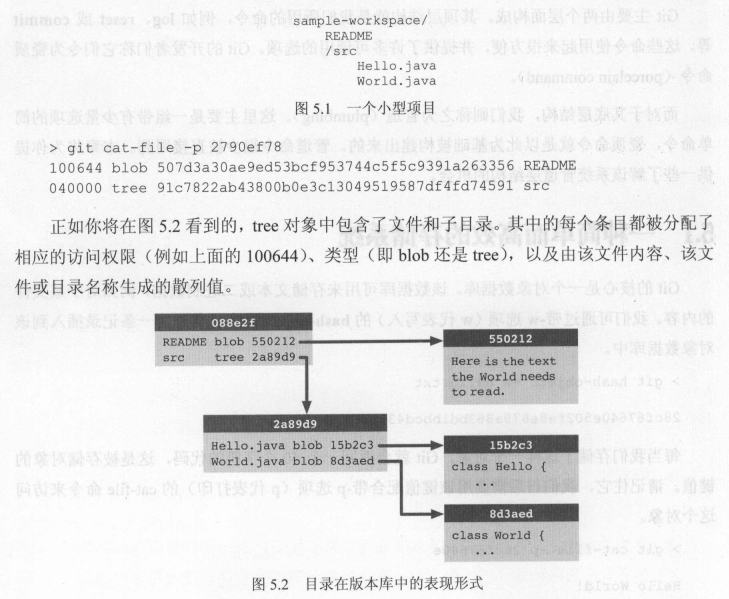 sample-workspace/
README
/src
Hello.java
World.java
图 5.1 一个小型项目
> git cat-file -p 2790ef78
100644 blob 507d3a30ae9ed53bcf953744c5f5c9391a263356 README
040000 tree 91c7822ab43800b0e3c13049519587df4fd74591 src
正如你将在图 5.2 看到的，tree 对象中包含了文件和子目录。其中的每个条目都被分配了
相应的访问权限（例如上面的 100644）、类型（即 blob 还是 tree），以及由该文件内容、该文
件或目录名称生成的散列值。
088e2f
README blob 550212
src tree 2a89d9
550212
Here is the text
the World needs
to read.
2a89d9
Hello.java blob 15b2c3
World.java blob 8d3aed
15b2c3
class Hello {
...
8d3aed
class World {
...
图 5.2 目录在版本库中的表现形式